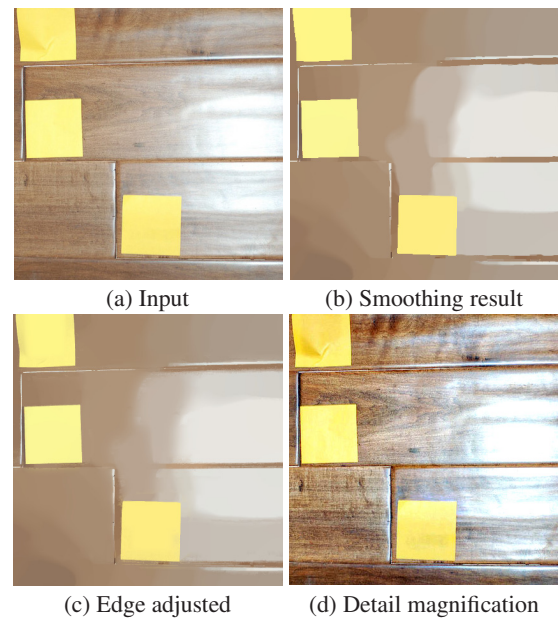 (a) Input
(b) Smoothing result
(c) Edge adjusted
(d) Detail magnification